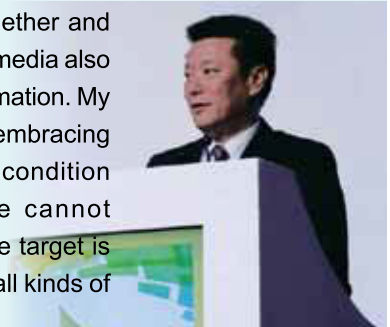 ether and
media also
mation. My
embracing
condition
e cannot
e target is
all kinds of